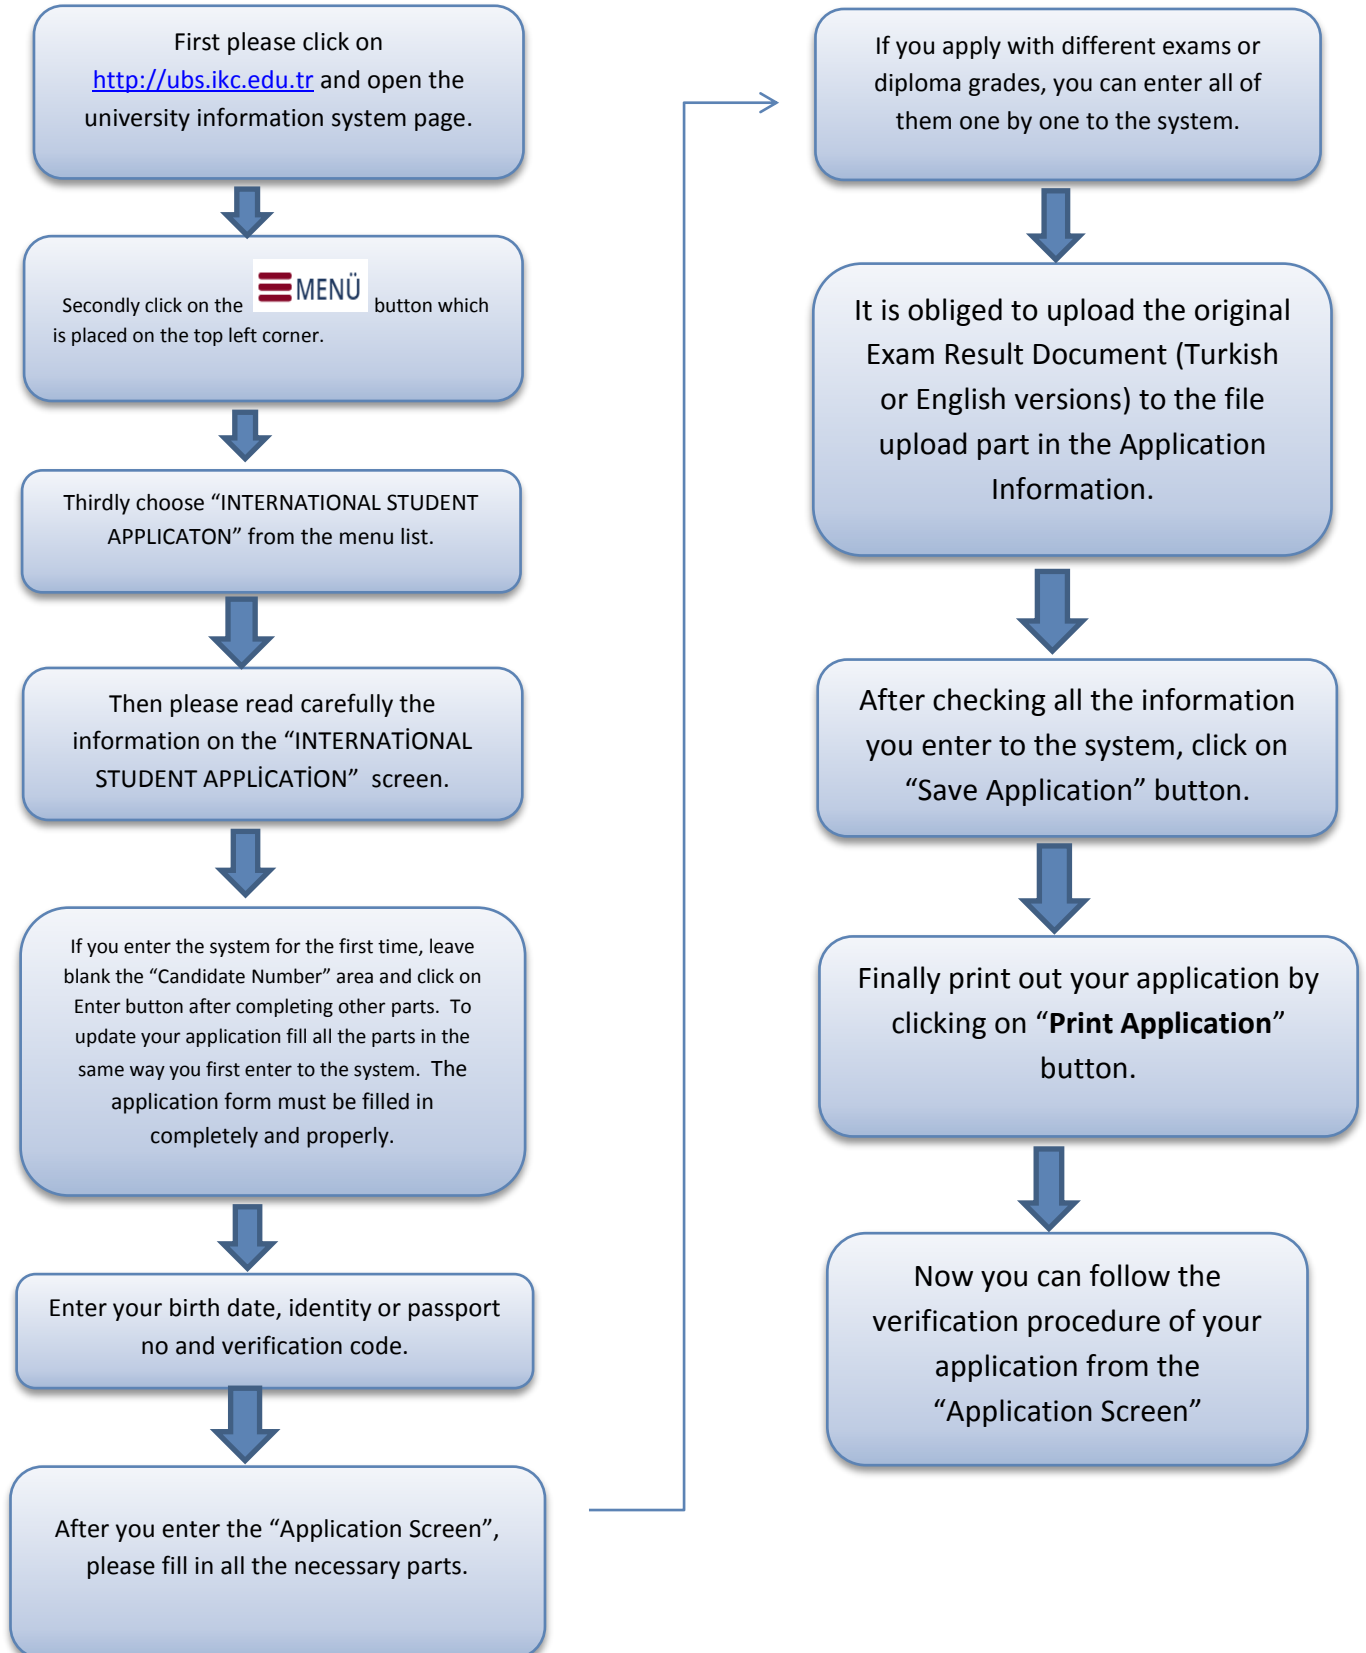 First please click on
http://ubs.ikc.edu.tr and open the
university information system page.
Secondly click on the MENÜ button which
is placed on the top left corner.
Thirdly choose “INTERNATIONAL STUDENT
APPLICATON” from the menu list.
Then please read carefully the
information on the “INTERNATİONAL
STUDENT APPLİCATİON” screen.
If you enter the system for the first time, leave
blank the “Candidate Number” area and click on
Enter button after completing other parts. To
update your application fill all the parts in the
same way you first enter to the system. The
application form must be filled in
completely and properly.
Enter your birth date, identity or passport
no and verification code.
After you enter the “Application Screen”,
please fill in all the necessary parts.
If you apply with different exams or
diploma grades, you can enter all of
them one by one to the system.
It is obliged to upload the original
Exam Result Document (Turkish
or English versions) to the file
upload part in the Application
Information.
After checking all the information
you enter to the system, click on
“Save Application” button.
Finally print out your application by
clicking on “Print Application”
button.
Now you can follow the
verification procedure of your
application from the
“Application Screen”